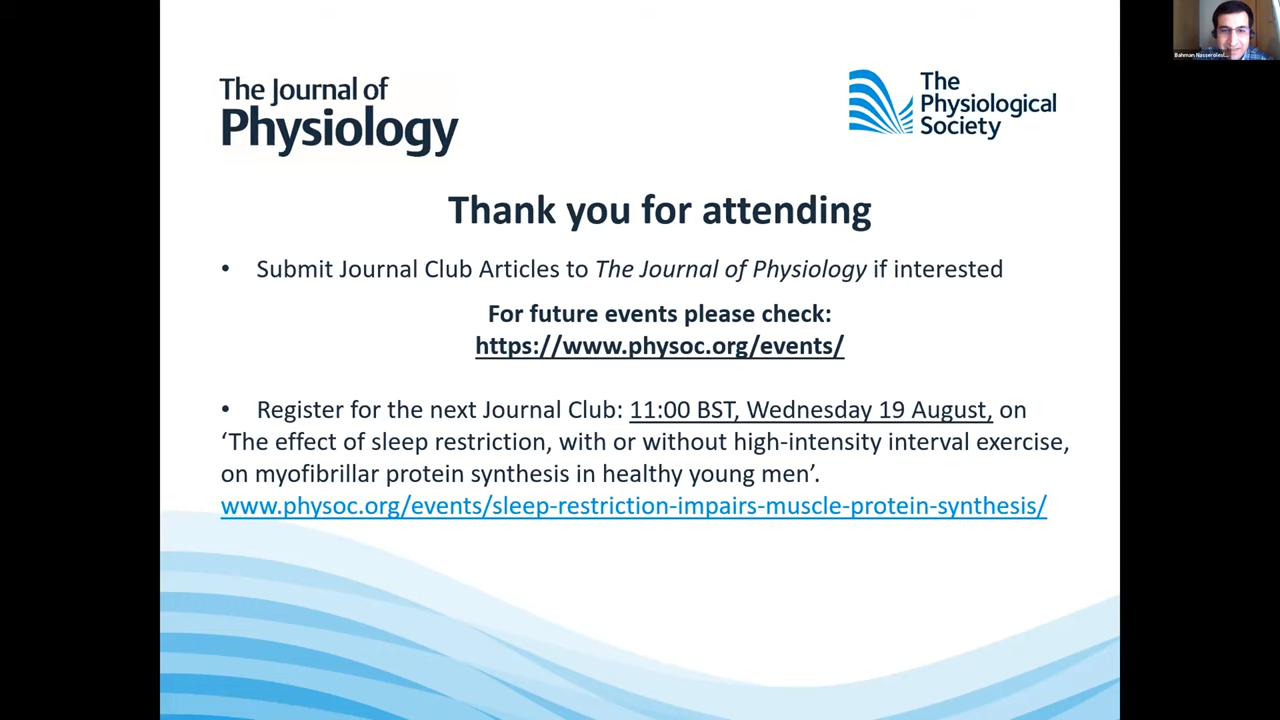 The Journal of
Physiology
The
Physiological
Society
Bahman Nasseroles...
Thank you for attending
• Submit Journal Club Articles to The Journal of Physiology if interested
For future events please check:
https://www.physoc.org/events/
• Register for the next Journal Club: 11:00 BST, Wednesday 19 August, on
‘The effect of sleep restriction, with or without high-intensity interval exercise,
on myofibrillar protein synthesis in healthy young men’.
www.physoc.org/events/sleep-restriction-impairs-muscle-protein-synthesis/